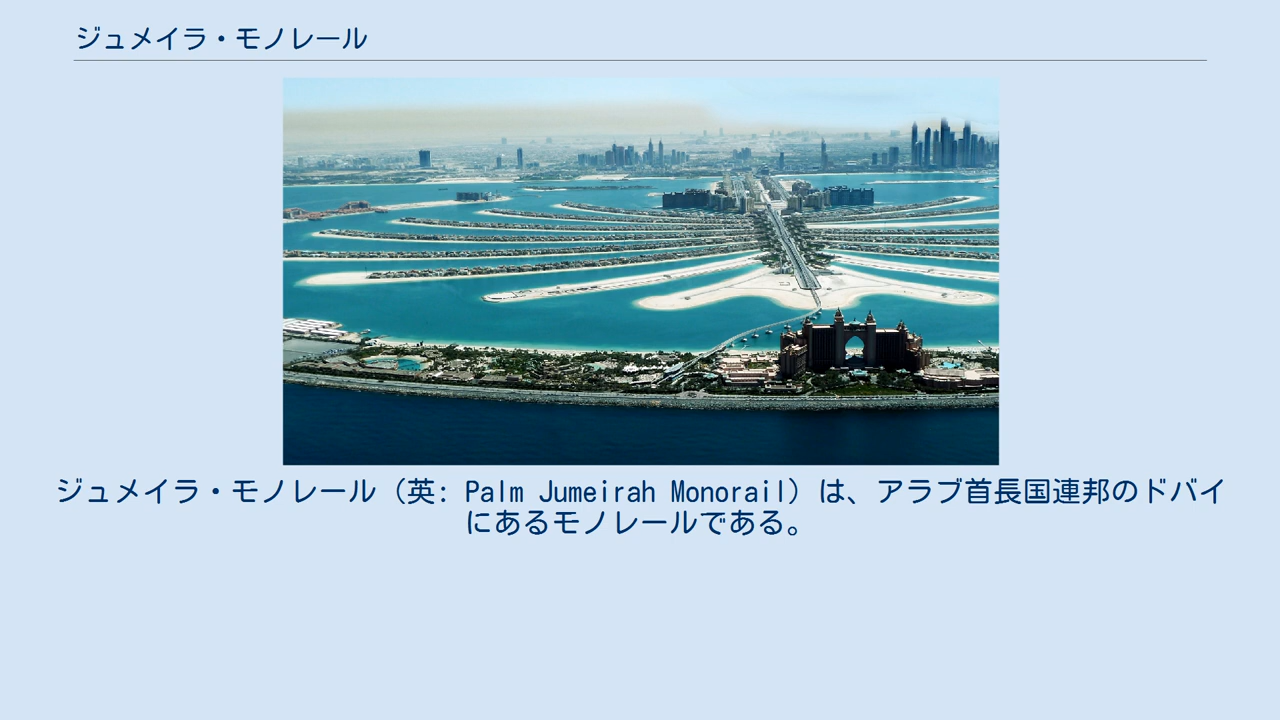 ジュメイラ・モノレール
ジュメイラ・モノレール（英: Palm Jumeirah Monorail）は、アラブ首長国連邦のドバイ
にあるモノレールである。